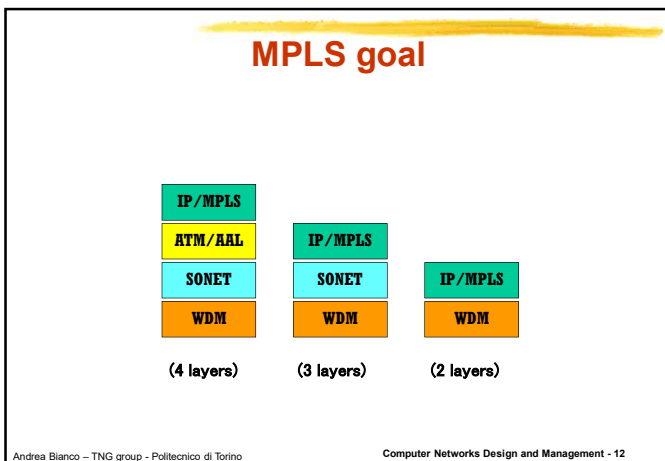 MPLS goal
IP/MPLS
ATM/AAL
SONET
WDM
(4 layers)
IP/MPLS
SONET
WDM
(3 layers)
IP/MPLS
WDM
(2 layers)
Andrea Bianco – TNG group - Politecnico di Torino
Computer Networks Design and Management - 12